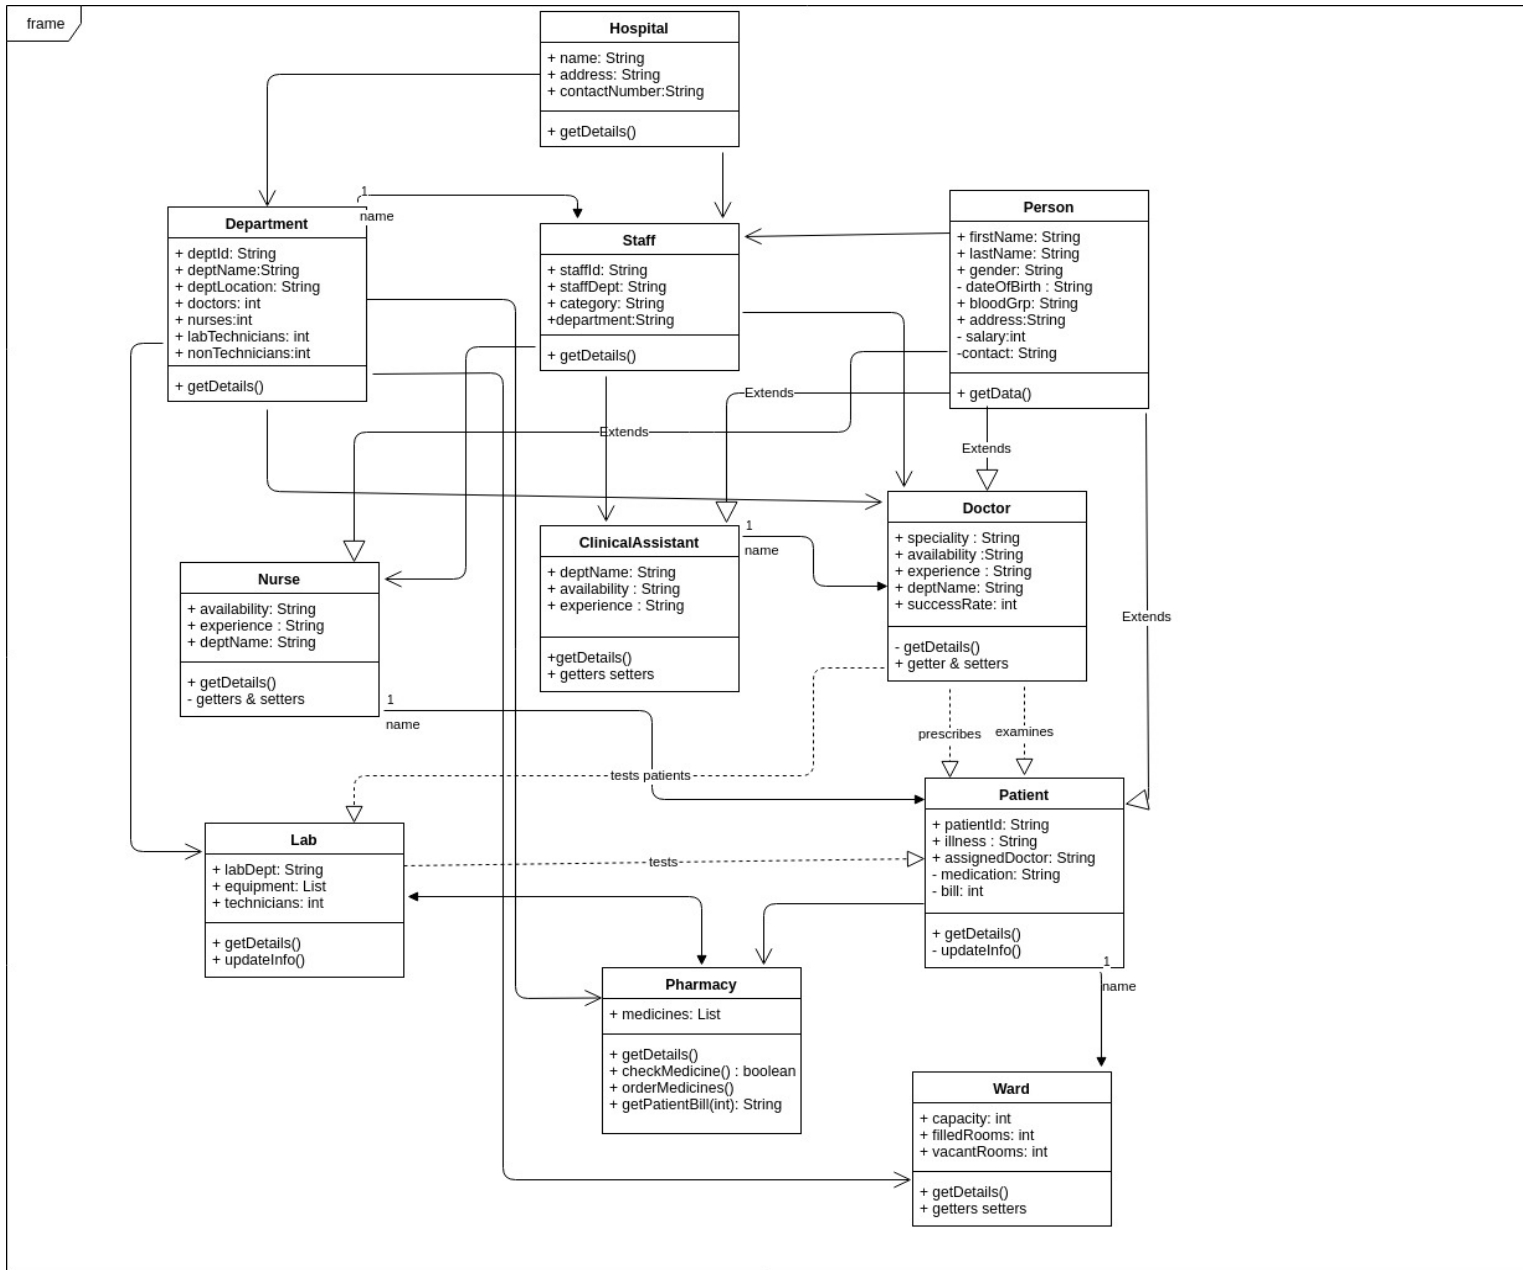 frame
Hospital
+ name: String
+ address: String
+ contactNumber:String
+ getDetails()
1
name
Department
+ deptId: String
+ deptName:String
+ deptLocation: String
+ doctors: int
+ nurses:int
+ labTechnicians: int
+ nonTechnicians:int
+ getDetails()
Staff
+ staffId: String
+ staffDept: String
+ category: String
+department:String
+ getDetails()
Person
+ firstName: String
+ lastName: String
+ gender: String
- dateOfBirth : String
+ bloodGrp: String
+ address:String
- salary:int
-contact: String
+ getData()
Extends
Extends
Extends
Extends
Nurse
+ availability: String
+ experience : String
+ deptName: String
+ getDetails()
- getters & setters
1
name
ClinicalAssistant
+ deptName: String
+ availability : String
+ experience : String
+getDetails()
+ getters setters
1
name
Doctor
+ speciality : String
+ availability :String
+ experience : String
+ deptName: String
+ successRate: int
- getDetails()
+ getter & setters
prescribes
examines
tests patients
Lab
+ labDept: String
+ equipment: List
+ technicians: int
+ getDetails()
+ updateInfo()
tests
Patient
+ patientId: String
+ illness : String
+ assignedDoctor: String
- medication: String
- bill: int
+ getDetails()
- updateInfo()
1
name
Pharmacy
+ medicines: List
+ getDetails()
+ checkMedicine() : boolean
+ orderMedicines()
+ getPatientBill(int): String
Ward
+ capacity: int
+ filledRooms: int
+ vacantRooms: int
+ getDetails()
+ getters setters